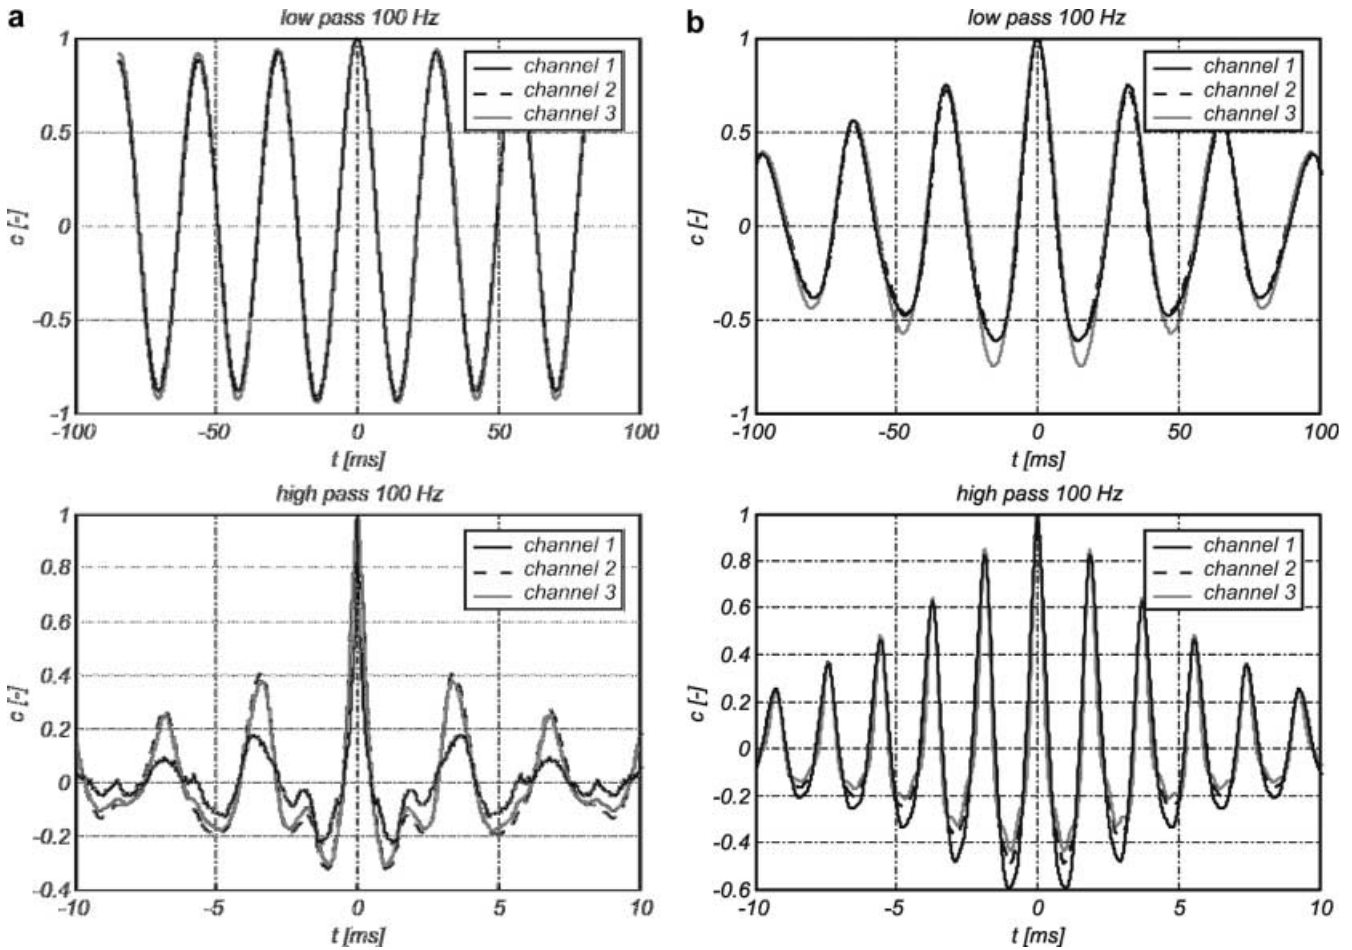 a
low pass 100 Hz
channel 1
channel 2
channel 3
1
0.5
0
-0.5
-1
c [-]
-100
-50
0
50
100
t [ms]
b
low pass 100 Hz
channel 1
channel 2
channel 3
1
0.5
0
-0.5
-1
c [-]
-100
-50
0
50
100
t [ms]
high pass 100 Hz
channel 1
channel 2
channel 3
1
0.8
0.6
0.4
0.2
0
-0.2
-0.4
c [-]
-10
-5
0
5
10
t [ms]
high pass 100 Hz
channel 1
channel 2
channel 3
1
0.8
0.6
0.4
0.2
0
-0.2
-0.4
-0.6
c [-]
-10
-5
0
5
10
t [ms]